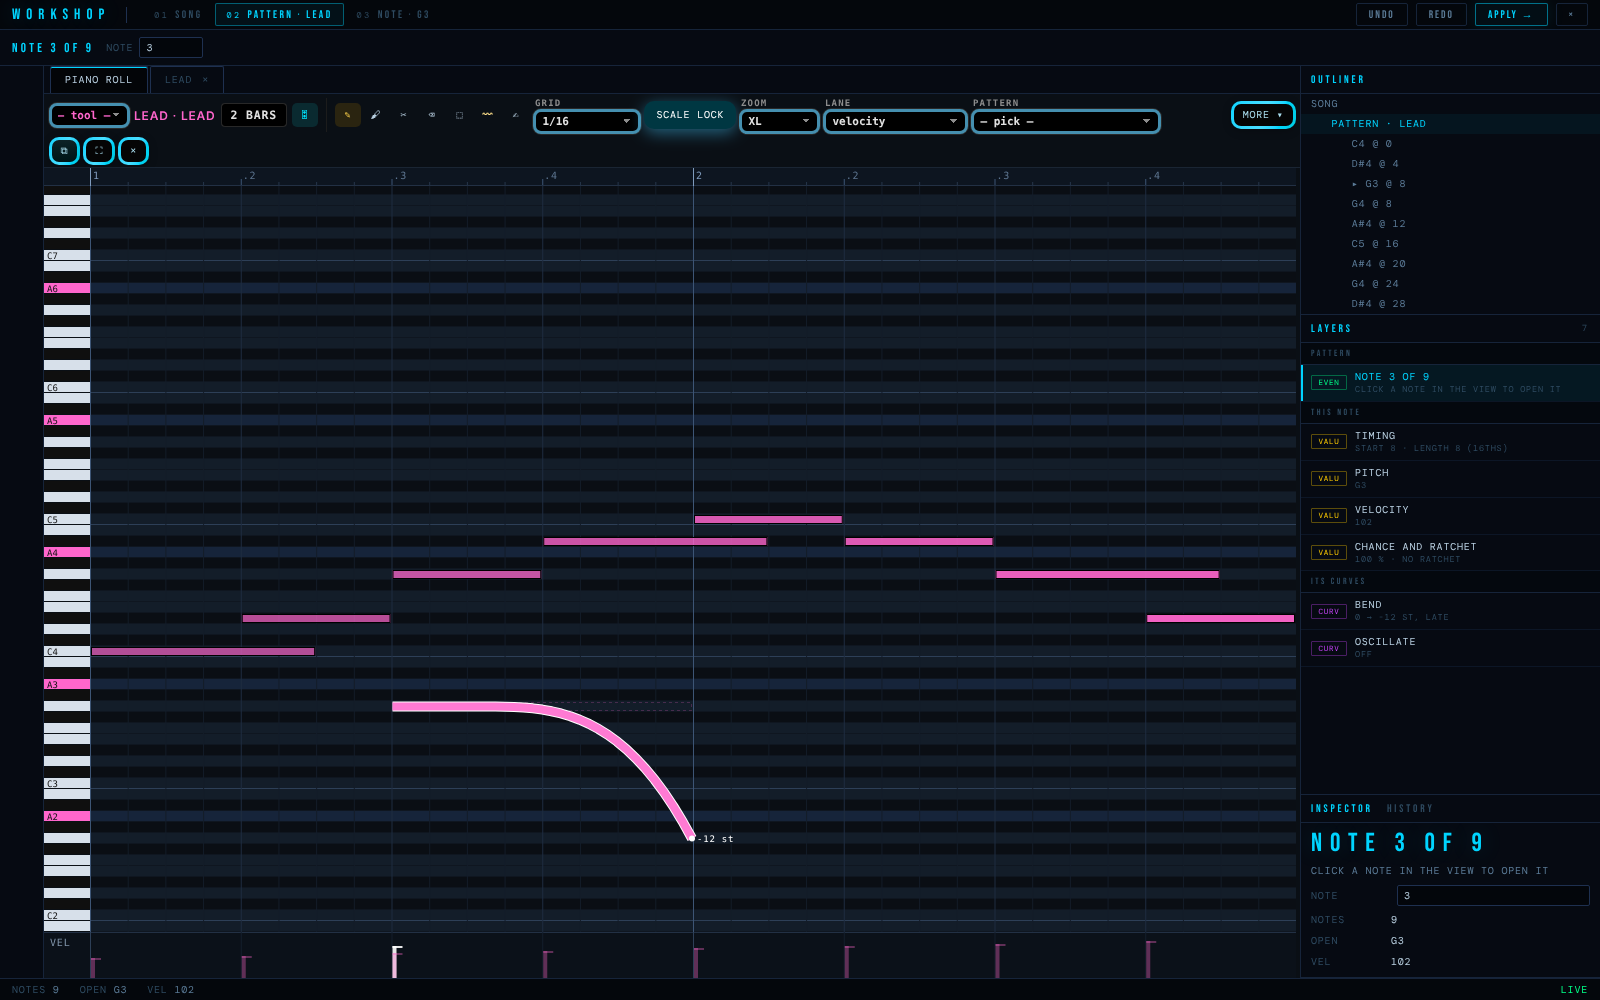 WORKSHOP 01 SONG 02 PATTERN · LEAD 03 NOTE · G3 UNDO REDO APPLY → ×
NOTE 3 OF 9 NOTE 3
PIANO ROLL LEAD ×
— tool — LEAD · LEAD 2 BARS GRID 1/16 SCALE LOCK ZOOM XL LANE velocity PATTERN — pick — MORE ▾
1 .2 .3 .4 2 .2 .3 .4
C7
A6
C6
A5
C5
A4
C4
A3
C3
A2
-12 st
C2
VEL
OUTLINER
SONG
PATTERN · LEAD
C4 @ 0
D#4 @ 4
▸ G3 @ 8
G4 @ 8
A#4 @ 12
C5 @ 16
A#4 @ 20
G4 @ 24
D#4 @ 28
LAYERS 7
PATTERN
EVEN NOTE 3 OF 9
CLICK A NOTE IN THE VIEW TO OPEN IT
THIS NOTE
VALU TIMING
START 8 · LENGTH 8 (16THS)
VALU PITCH
G3
VALU VELOCITY
102
VALU CHANCE AND RATCHET
100 % · NO RATCHET
ITS CURVES
CURV BEND
0 → -12 ST, LATE
CURV OSCILLATE
OFF
INSPECTOR HISTORY
NOTE 3 OF 9
CLICK A NOTE IN THE VIEW TO OPEN IT
NOTE 3
NOTES 9
OPEN G3
VEL 102
NOTES 9 OPEN G3 VEL 102 LIVE